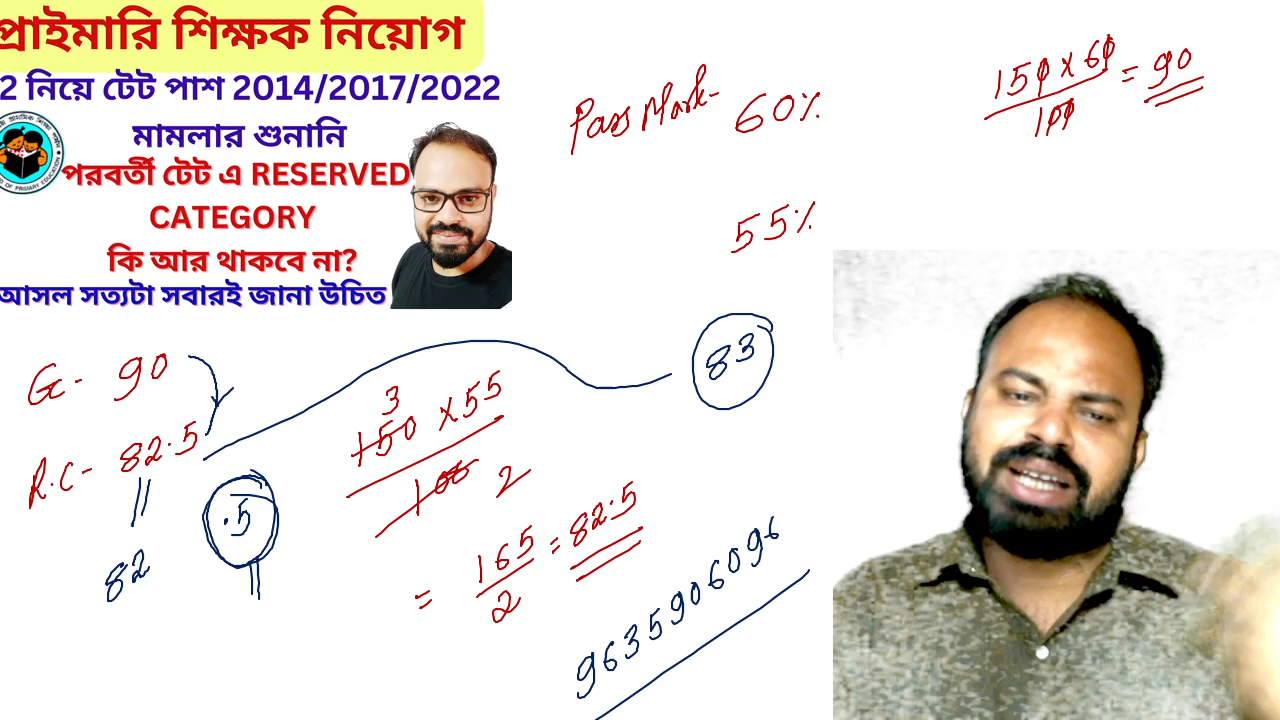 প্রাইমারি শিক্ষক নিয়োগ
2 নিয়ে টেট পাশ 2014/2017/2022
মামলার শুনানি
পরবর্তী টেট এ RESERVED
CATEGORY
কি আর থাকবে না?
আসল সত্যটা সবারই জানা উচিত
Pass Mark- 60%
150 x 60
100
= 90
55%
83
G - 90
R.C - 82.5
82
.5
3
150 x 55
100 2
= 165
2
= 82.5
9635906096